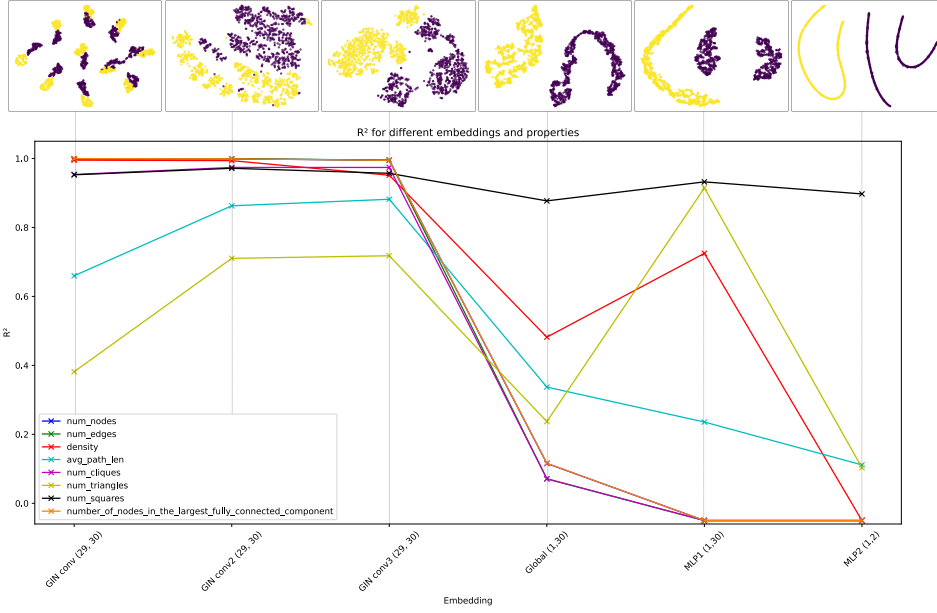 R² for different embeddings and properties
1.0
0.8
0.6
0.4
0.2
0.0
R²
num_nodes
num_edges
density
avg_path_len
num_cliques
num_triangles
num_squares
number_of_nodes_in_the_largest_fully_connected_component
GIN conv (29, 30)
GIN conv2 (29, 30)
GIN conv3 (29, 30)
Global (1,30)
MLP1 (1,30)
MLP2 (1,2)
Embedding